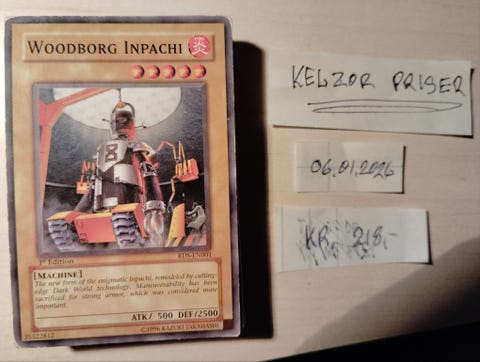 WOODBORG INPACHI 炎
1st Edition
RDS-EN001
[MACHINE]
The new form of the enigmatic Inpachi, remodeled by cutting
edge Dark World technology. Maneuverability has been
sacrificed for strong armor, which was considered more
important.
ATK/ 500 DEF/2500
35322812
©1996 KAZUKI TAKAHASHI
KELZOR PRISER
06.01.2026
KR. 218,-